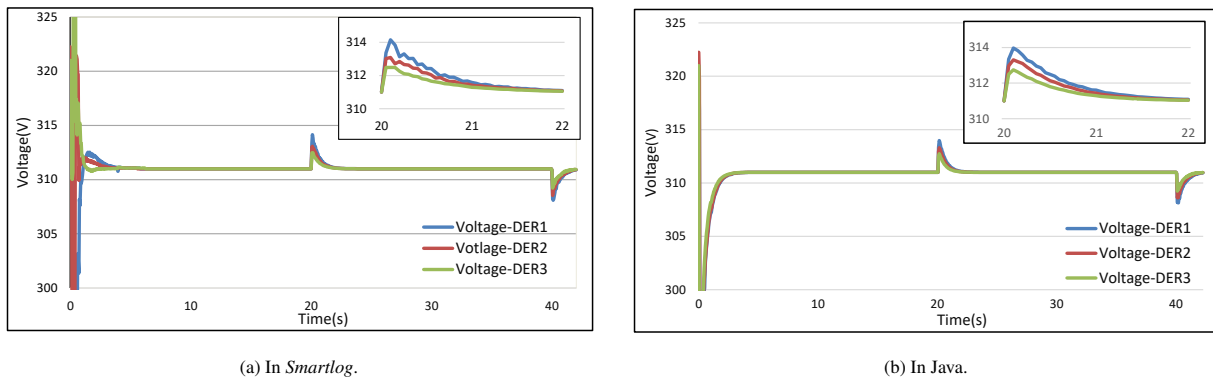 325
320
315
310
305
300
Voltage(V)
0
10
20
30
40
Time(s)
314
312
310
20
21
22
Voltage-DER1
Votlage-DER2
Voltage-DER3
(a) In Smartlog.
325
320
315
310
305
300
Voltage(V)
0
10
20
30
40
Time(s)
314
312
311
310
20
21
22
Voltage-DER1
Voltage-DER2
Voltage-DER3
(b) In Java.